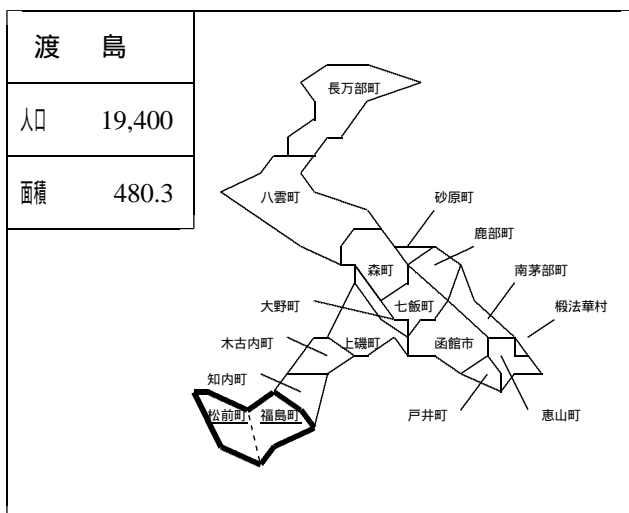 渡 島
人口 19,400
面積 480.3
長万部町
八雲町
砂原町
鹿部町
森町
南茅部町
大野町
七飯町
椴法華村
木古内町
上磯町
函館市
知内町
松前町
福島町
戸井町
恵山町